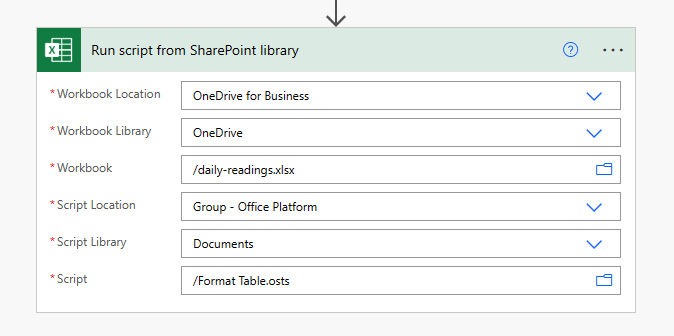 Run script from SharePoint library
* Workbook Location
OneDrive for Business
* Workbook Library
OneDrive
* Workbook
/daily-readings.xlsx
* Script Location
Group - Office Platform
* Script Library
Documents
* Script
/Format Table.osts